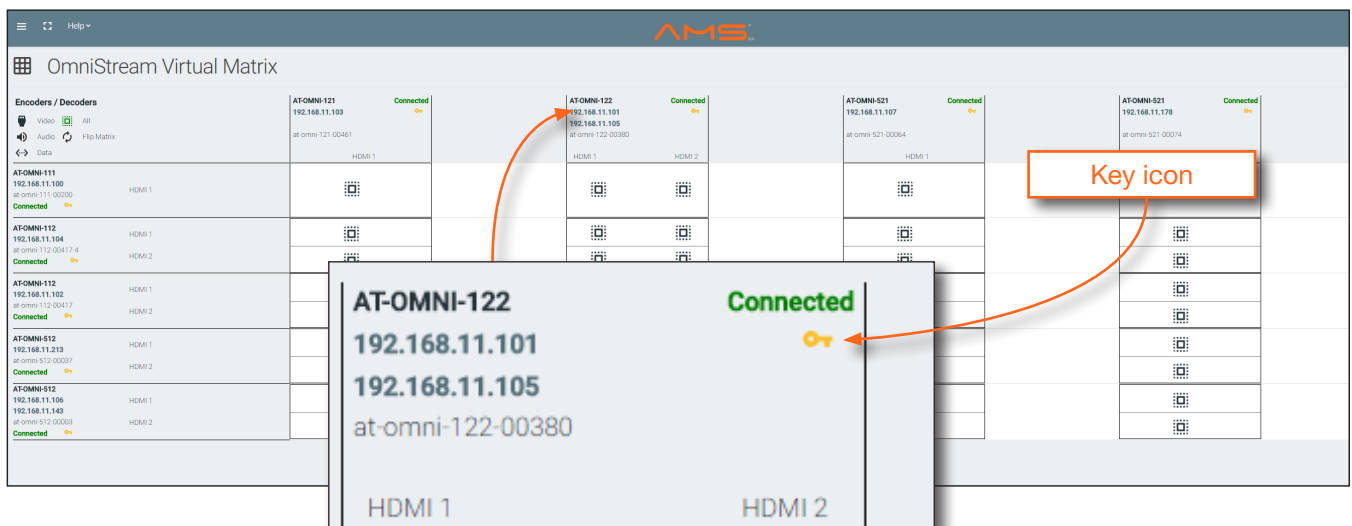 Help
AMS
OmniStream Virtual Matrix
Encoders / Decoders
Video All
Audio Flip Matrix
Data
AT-OMNI-121 Connected
192.168.11.103
at-omni-121-00461
HDMI 1
AT-OMNI-122 Connected
192.168.11.101
192.168.11.105
at-omni-122-00380
HDMI 1 HDMI 2
AT-OMNI-521 Connected
192.168.11.107
at-omni-521-00064
HDMI 1
AT-OMNI-521 Connected
192.168.11.178
at-omni-521-00074
Key icon
AT-OMNI-111
192.168.11.100
at-omni-111-00200
Connected
HDMI 1
AT-OMNI-112
192.168.11.104
at-omni-112-00417-4
Connected
HDMI 1
HDMI 2
AT-OMNI-112
192.168.11.102
at-omni-112-00417
Connected
HDMI 1
HDMI 2
AT-OMNI-512
192.168.11.213
at-omni-512-00037
Connected
HDMI 1
HDMI 2
AT-OMNI-512
192.168.11.106
192.168.11.143
at-omni-512-00003
Connected
HDMI 1
HDMI 2
AT-OMNI-122 Connected
192.168.11.101
192.168.11.105
at-omni-122-00380
HDMI 1 HDMI 2